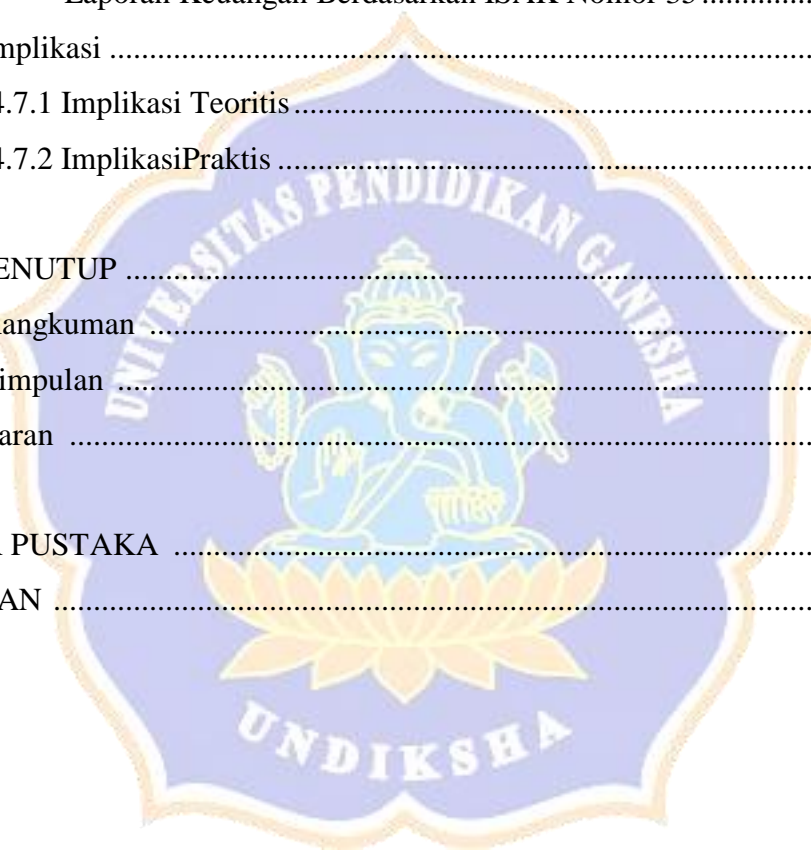 Laporan Keuangan Berdasarkan ISAK Nomor 35 ..............
mplikasi ..............
4.7.1 Implikasi Teoritis ..............
4.7.2 ImplikasiPraktis ..............
UNIVERSITAS PENDIDIKAN GANESHA
ENUTUP ..............
angkuman ..............
impulan ..............
aran ..............
PUSTAKA ..............
AN ..............
UNDIKSHA